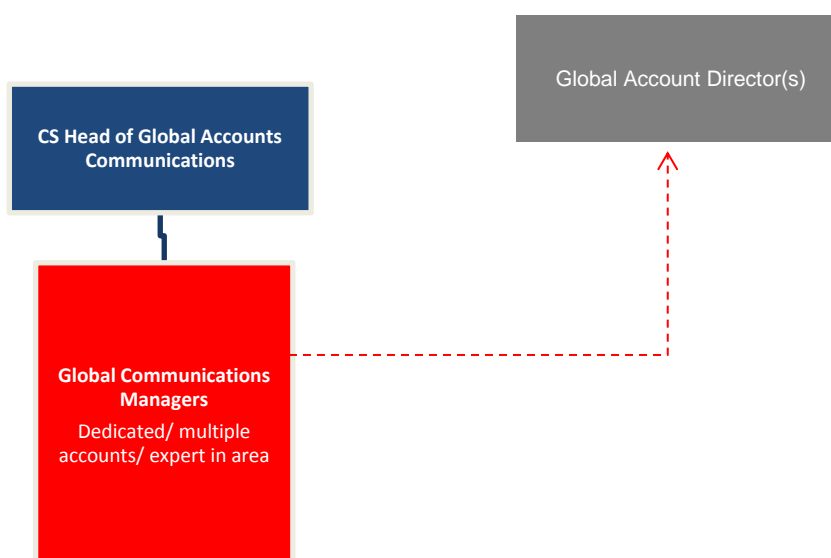 Global Account Director(s)
CS Head of Global Accounts
Communications
Global Communications
Managers
Dedicated/ multiple
accounts/ expert in area